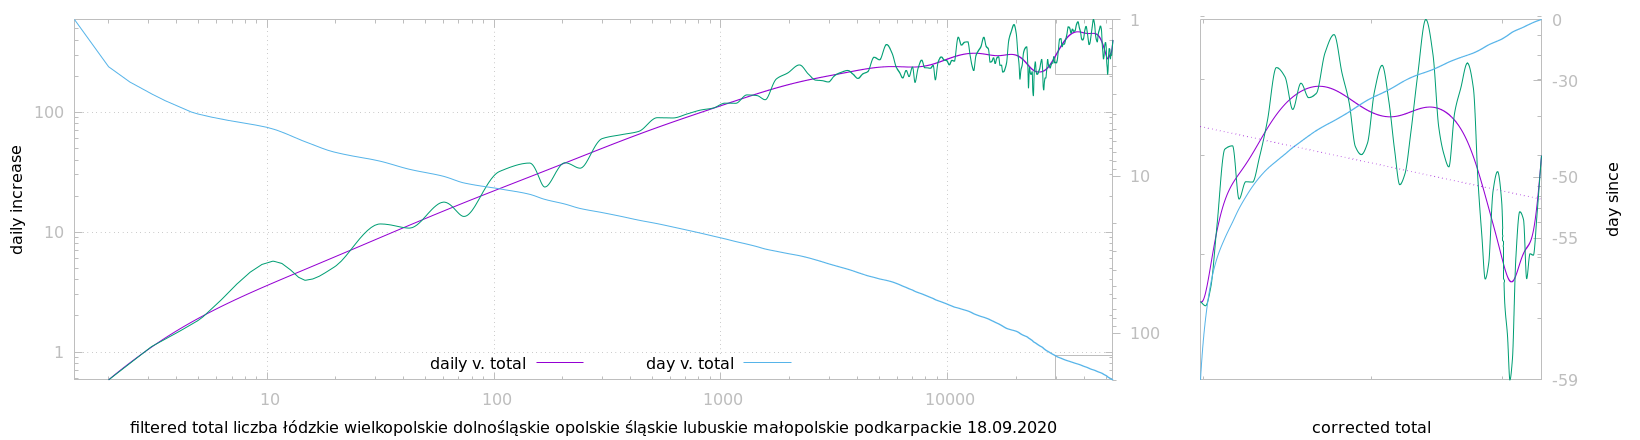 1
0
100
-30
10
-50
daily increase
day since
10
-55
100
1
daily v. total
day v. total
-59
10
100
1000
10000
filtered total liczba łódzkie wielkopolskie dolnośląskie opolskie śląskie lubuskie małopolskie podkarpackie 18.09.2020
corrected total